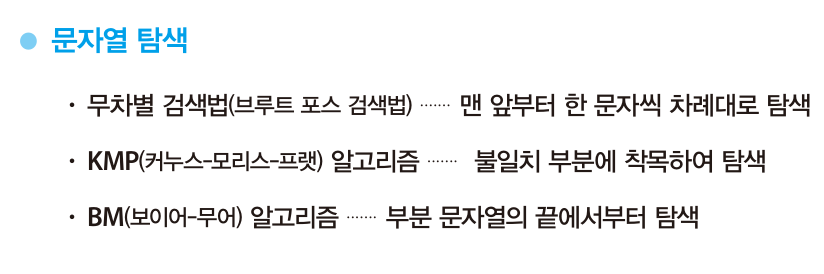 ● 문자열 탐색
• 무차별 검색법(브루트 포스 검색법) ······· 맨 앞부터 한 문자씩 차례대로 탐색
• KMP(커누스-모리스-프랫) 알고리즘 ······· 불일치 부분에 착목하여 탐색
• BM(보이어-무어) 알고리즘 ······· 부분 문자열의 끝에서부터 탐색